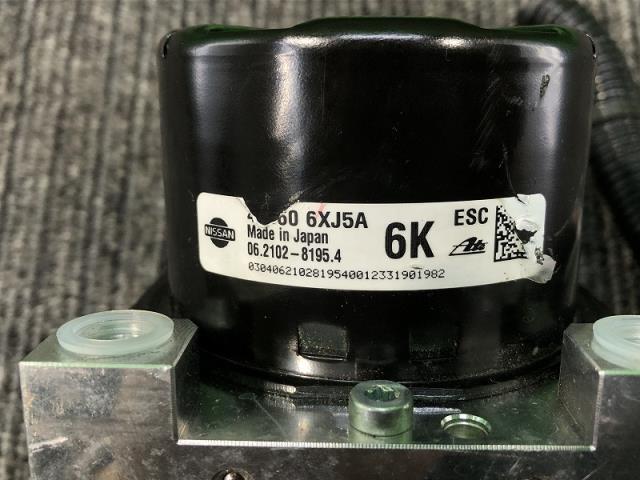 60 6XJ5A
ESC
NISSAN
Made in Japan
6K
Ate
06.2102-8195.4
0304062102819540012331901982